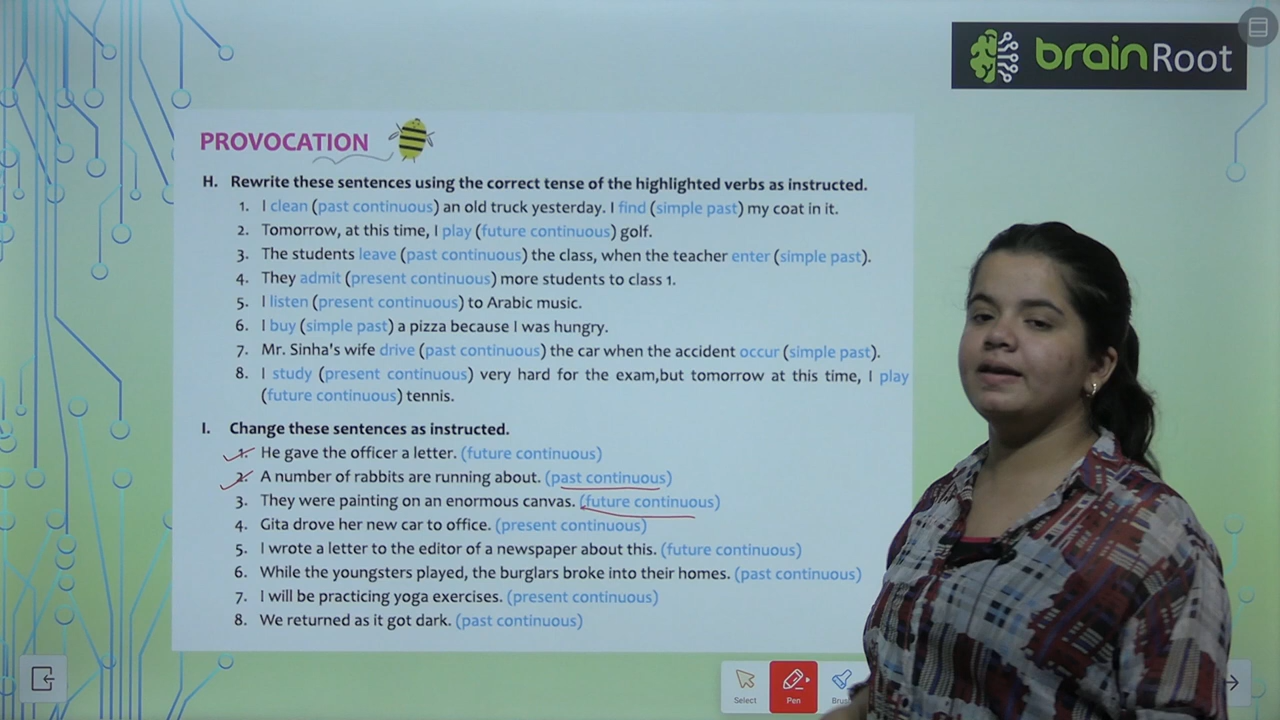 brainRoot
PROVOCATION
H. Rewrite these sentences using the correct tense of the highlighted verbs as instructed.
1. I clean (past continuous) an old truck yesterday. I find (simple past) my coat in it.
2. Tomorrow, at this time, I play (future continuous) golf.
3. The students leave (past continuous) the class, when the teacher enter (simple past).
4. They admit (present continuous) more students to class 1.
5. I listen (present continuous) to Arabic music.
6. I buy (simple past) a pizza because I was hungry.
7. Mr. Sinha's wife drive (past continuous) the car when the accident occur (simple past).
8. I study (present continuous) very hard for the exam,but tomorrow at this time, I play
(future continuous) tennis.
I. Change these sentences as instructed.
1. He gave the officer a letter. (future continuous)
2. A number of rabbits are running about. (past continuous)
3. They were painting on an enormous canvas. (future continuous)
4. Gita drove her new car to office. (present continuous)
5. I wrote a letter to the editor of a newspaper about this. (future continuous)
6. While the youngsters played, the burglars broke into their homes. (past continuous)
7. I will be practicing yoga exercises. (present continuous)
8. We returned as it got dark. (past continuous)
Select Pen